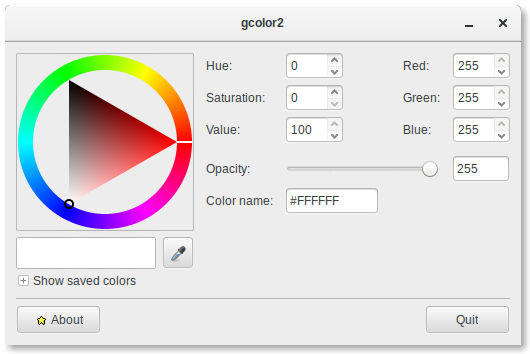 gcolor2
Hue: 0 Red: 255
Saturation: 0 Green: 255
Value: 100 Blue: 255
Opacity: 255
Color name: #FFFFFF
Show saved colors
About Quit